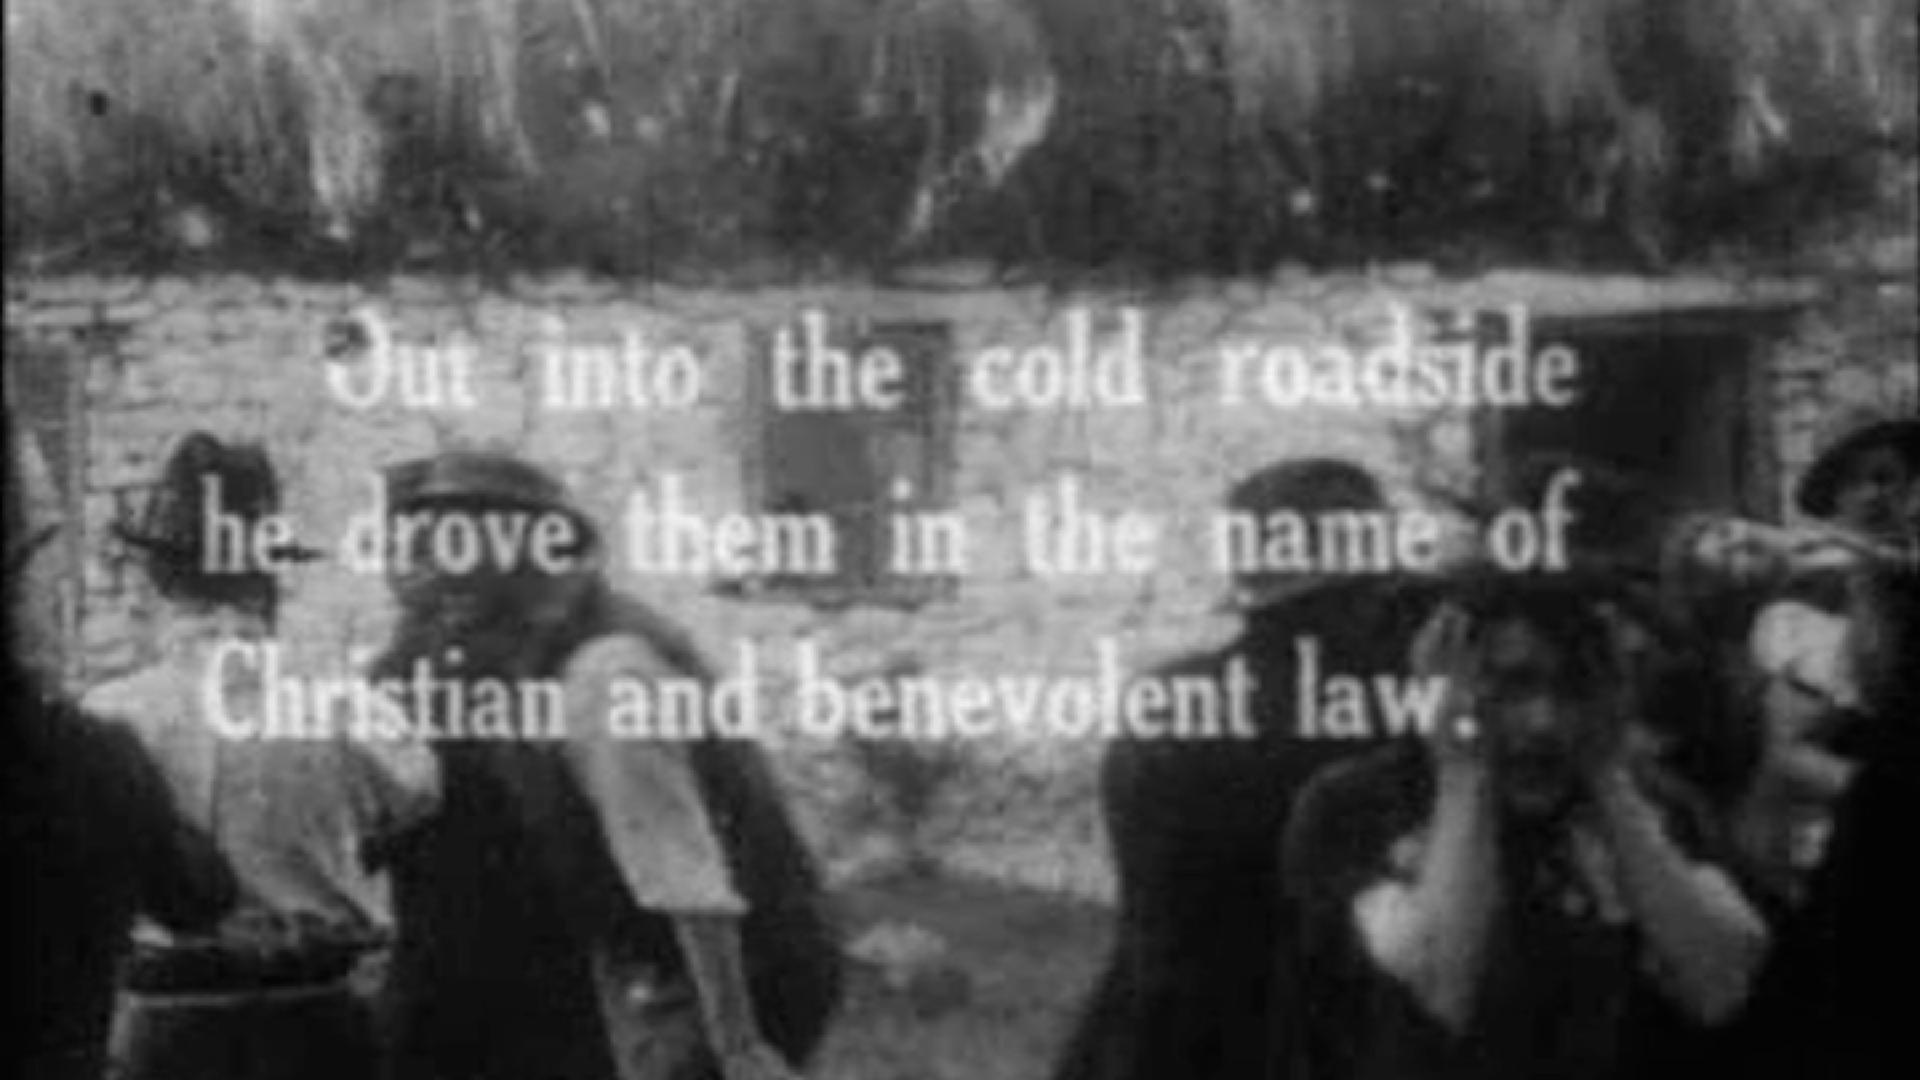 Out into the cold roadside
he drove them in the name of
Christian and benevolent law.